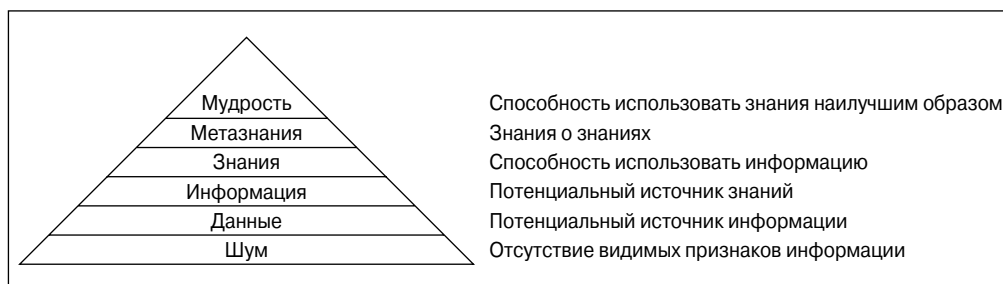 Мудрость Способность использовать знания наилучшим образом
Метазнания Знания о знаниях
Знания Способность использовать информацию
Информация Потенциальный источник знаний
Данные Потенциальный источник информации
Шум Отсутствие видимых признаков информации